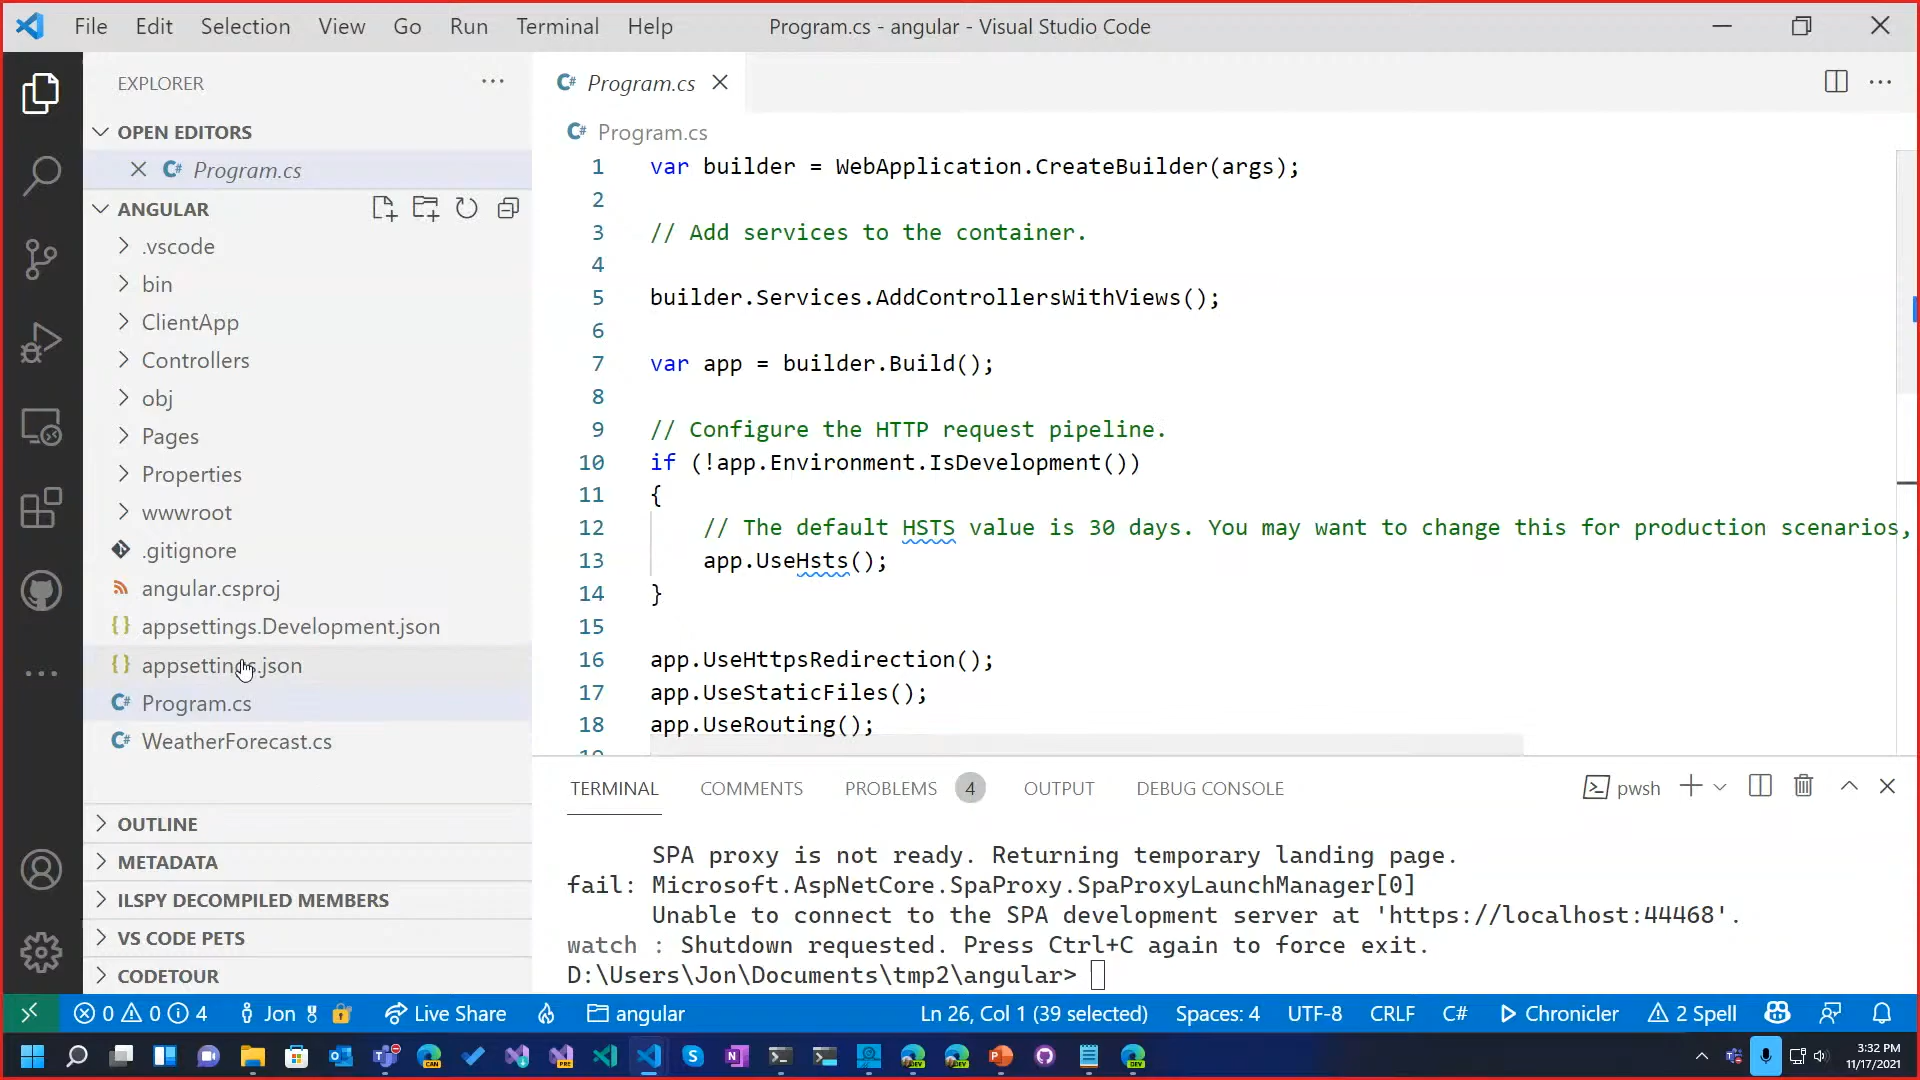 File Edit Selection View Go Run Terminal Help Program.cs - angular - Visual Studio Code
EXPLORER
OPEN EDITORS
Program.cs
ANGULAR
.vscode
bin
ClientApp
Controllers
obj
Pages
Properties
wwwroot
.gitignore
angular.csproj
appsettings.Development.json
appsettings.json
Program.cs
WeatherForecast.cs
OUTLINE
METADATA
ILSPY DECOMPILED MEMBERS
VS CODE PETS
CODETOUR
Program.cs
Program.cs
1 var builder = WebApplication.CreateBuilder(args);
2
3 // Add services to the container.
4
5 builder.Services.AddControllersWithViews();
6
7 var app = builder.Build();
8
9 // Configure the HTTP request pipeline.
10 if (!app.Environment.IsDevelopment())
11 {
12 // The default HSTS value is 30 days. You may want to change this for production scenarios,
13 app.UseHsts();
14 }
15
16 app.UseHttpsRedirection();
17 app.UseStaticFiles();
18 app.UseRouting();
TERMINAL COMMENTS PROBLEMS 4 OUTPUT DEBUG CONSOLE pwsh
SPA proxy is not ready. Returning temporary landing page.
fail: Microsoft.AspNetCore.SpaProxy.SpaProxyLaunchManager[0]
Unable to connect to the SPA development server at 'https://localhost:44468'.
watch : Shutdown requested. Press Ctrl+C again to force exit.
D:\Users\Jon\Documents\tmp2\angular>
0 0 4 Jon Live Share angular Ln 26, Col 1 (39 selected) Spaces: 4 UTF-8 CRLF C# Chronicler 2 Spell
3:32 PM
11/17/2021